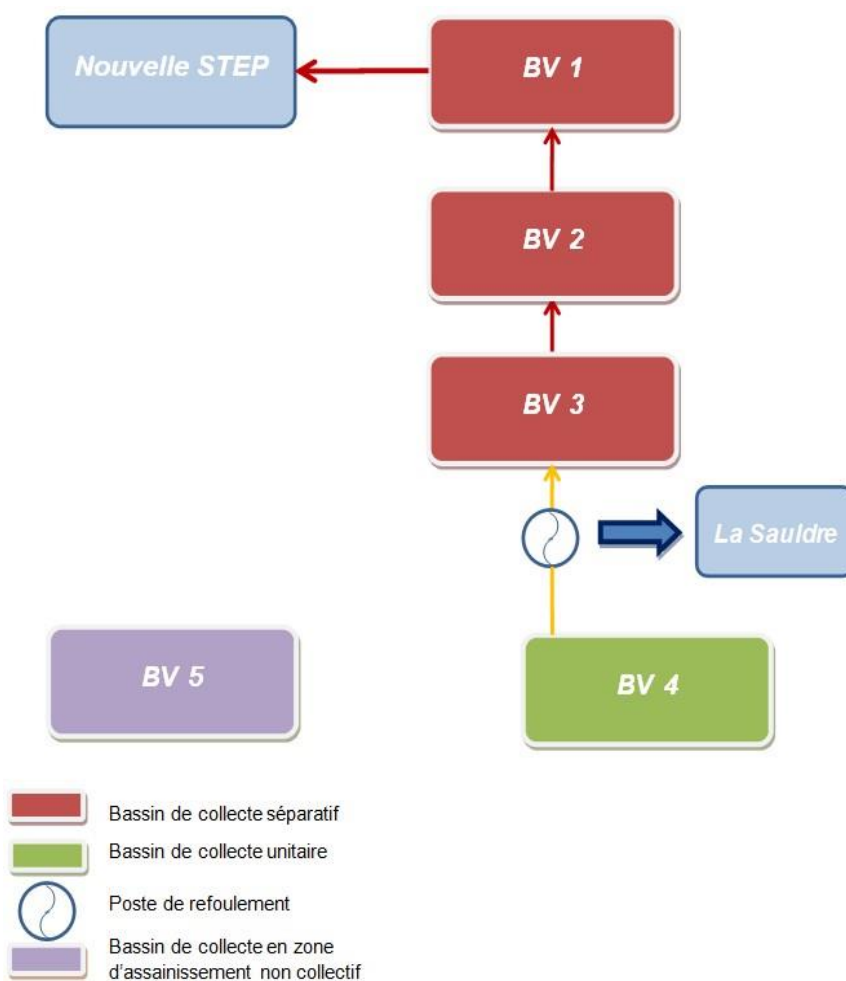 Nouvelle STEP
BV 1
BV 2
BV 3
La Sauldre
BV 5
BV 4
Bassin de collecte séparatif
Bassin de collecte unitaire
Poste de refoulement
Bassin de collecte en zone
d'assainissement non collectif